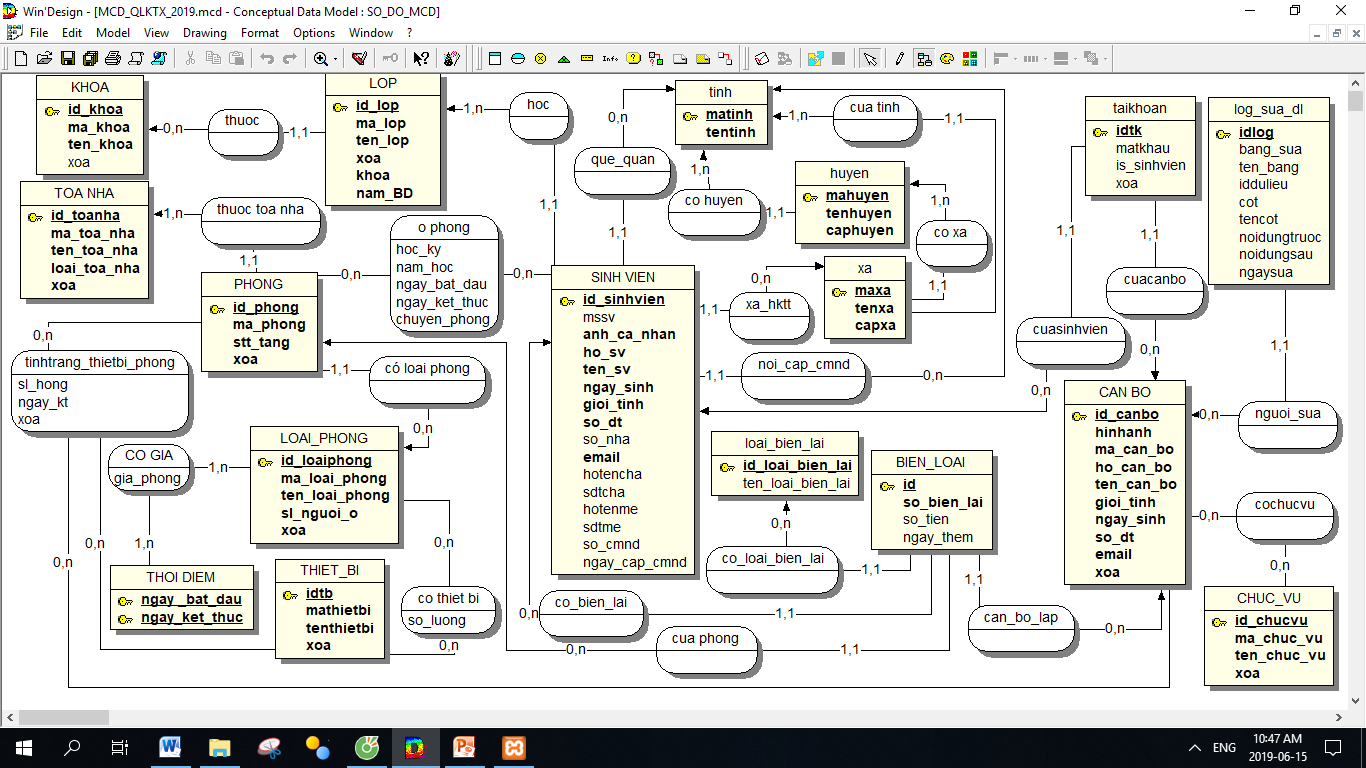 Win'Design - [MCD_QLKTX_2019.mcd - Conceptual Data Model : SO_DO_MCD]
File Edit Model View Drawing Format Options Window ?
Info
KHOA
id_khoa
ma_khoa
ten_khoa
xoa
0,n
thuoc
1,1
LOP
id_lop
ma_lop
ten_lop
xoa
khoa
nam_BD
1,n
hoc
1,1
TOA NHA
id_toanha
ma_toa_nha
ten_toa_nha
loai_toa_nha
xoa
1,n
thuoc toa nha
1,1
PHONG
id_phong
ma_phong
stt_tang
xoa
0,n
o phong
hoc_ky
nam_hoc
ngay_bat_dau
ngay_ket_thuc
chuyen_phong
0,n
tinh
matinh
tentinh
0,n
que_quan
1,1
1,n
cua tinh
1,1
1,n
co huyen
1,1
huyen
mahuyen
tenhuyen
caphuyen
1,n
co xa
1,1
xa
maxa
tenxa
capxa
0,n
xa_hktt
1,1
SINH VIEN
id_sinhvien
mssv
anh_ca_nhan
ho_sv
ten_sv
ngay_sinh
gioi_tinh
so_dt
so_nha
email
hotencha
sdtcha
hotenme
sdtme
so_cmnd
ngay_cap_cmnd
1,1
noi_cap_cmnd
0,n
taikhoan
idtk
matkhau
is_sinhvien
xoa
1,1
cuasinhvien
0,n
1,1
cuacanbo
0,n
log_sua_dl
idlog
bang_sua
ten_bang
iddulieu
cot
tencot
noidungtruoc
noidungsau
ngaysua
1,1
nguoi_sua
0,n
CAN BO
id_canbo
hinhanh
ma_can_bo
ho_can_bo
ten_can_bo
gioi_tinh
ngay_sinh
so_dt
email
xoa
0,n
cochucvu
0,n
CHUC_VU
id_chucvu
ma_chuc_vu
ten_chuc_vu
xoa
0,n
tinhtrang_thietbi_phong
sl_hong
ngay_kt
xoa
0,n
0,n
1,1
có loai phong
0,n
LOAI_PHONG
id_loaiphong
ma_loai_phong
ten_loai_phong
sl_nguoi_o
xoa
CO GIA
gia_phong
1,n
1,n
THOI DIEM
ngay _bat_dau
ngay_ket_thuc
THIET_BI
idtb
mathietbi
tenthietbi
xoa
0,n
co thiet bi
so_luong
0,n
loai_bien_lai
id_loai_bien_lai
ten_loai_bien_lai
0,n
co_loai_bien_lai
1,1
BIEN_LOAI
id
so_bien_lai
so_tien
ngay_them
0,n
co_bien_lai
1,1
0,n
cua phong
1,1
1,1
can_bo_lap
0,n
ENG
10:47 AM
2019-06-15